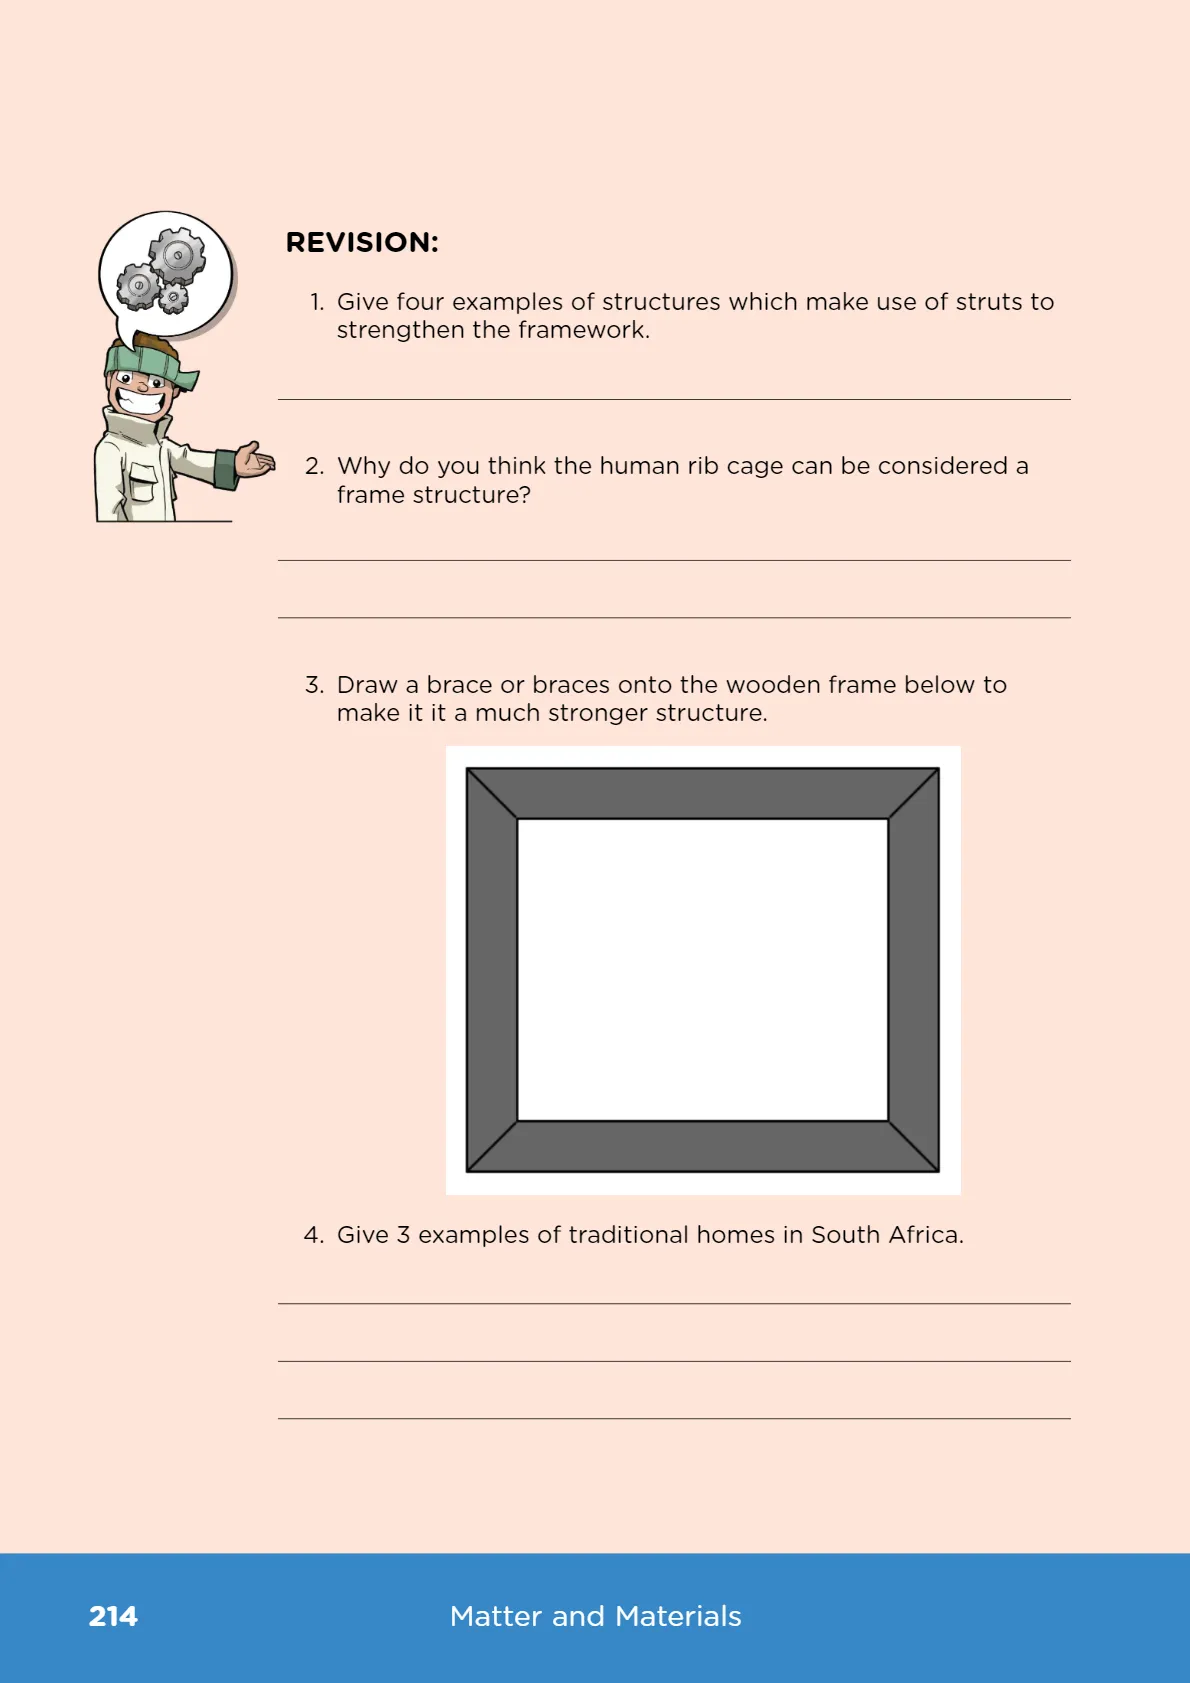 REVISION:
1. Give four examples of structures which make use of struts to
strengthen the framework.
2. Why do you think the human rib cage can be considered a
frame structure?
3. Draw a brace or braces onto the wooden frame below to
make it it a much stronger structure.
4. Give 3 examples of traditional homes in South Africa.
214
Matter and Materials